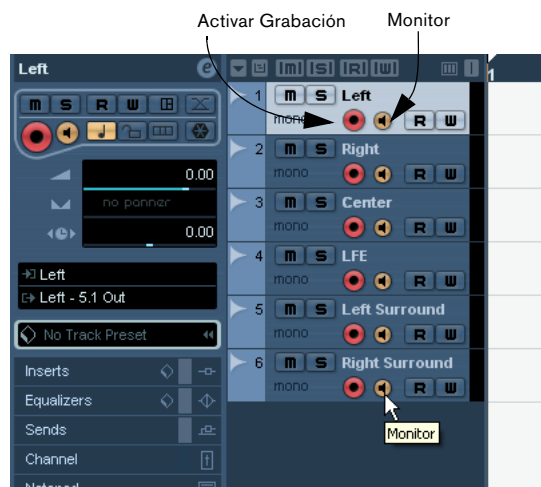 Activar Grabación Monitor
Left e
m S R W
0.00
no panner
0.00
Left
Left - 5.1 Out
No Track Preset
Inserts
Equalizers
Sends
Channel
Notepad
m S R W
1
1 m S Left
mono R W
2 m S Right
mono R W
3 m S Center
mono R W
4 m S LFE
mono R W
5 m S Left Surround
mono R W
6 m S Right Surround
mono R W
Monitor